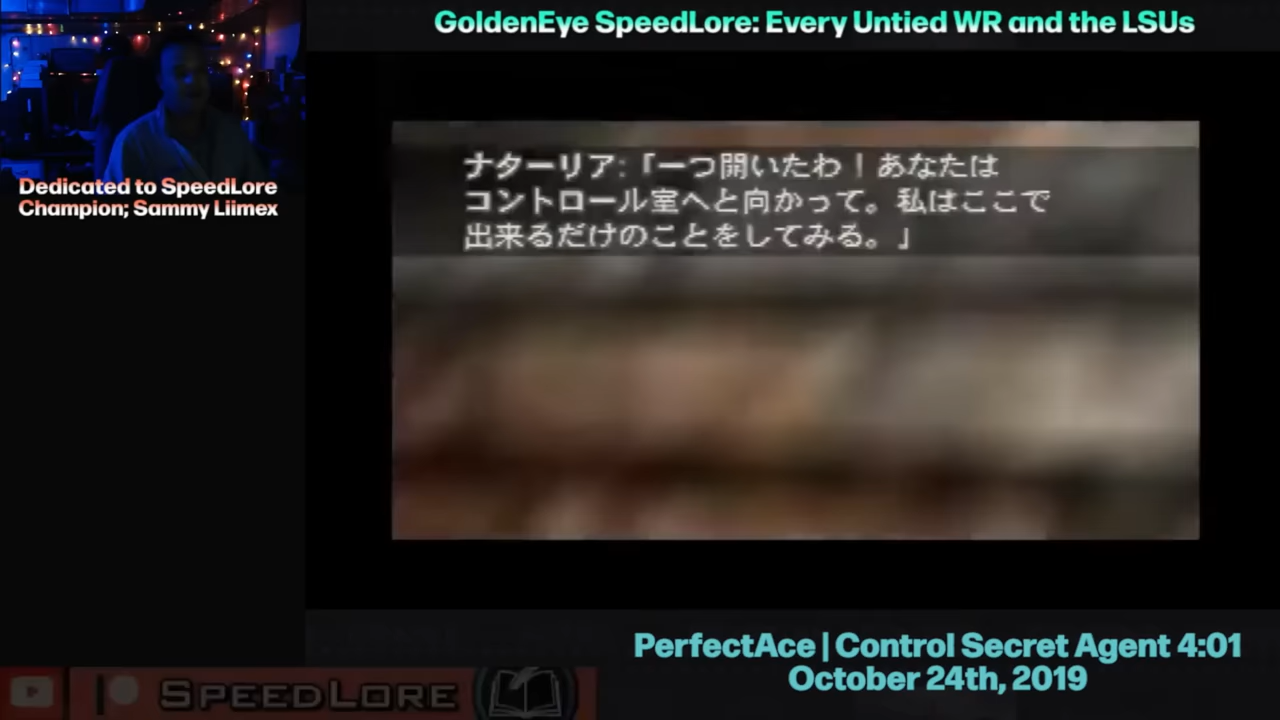 GoldenEye SpeedLore: Every Untied WR and the LSUs
Dedicated to SpeedLore
Champion; Sammy Liimex
ナターリア:「一つ開いたわ！あなたは
コントロール室へと向かって。私はここで
出来るだけのことをしてみる。」
PerfectAce | Control Secret Agent 4:01
October 24th, 2019
SPEEDLORE